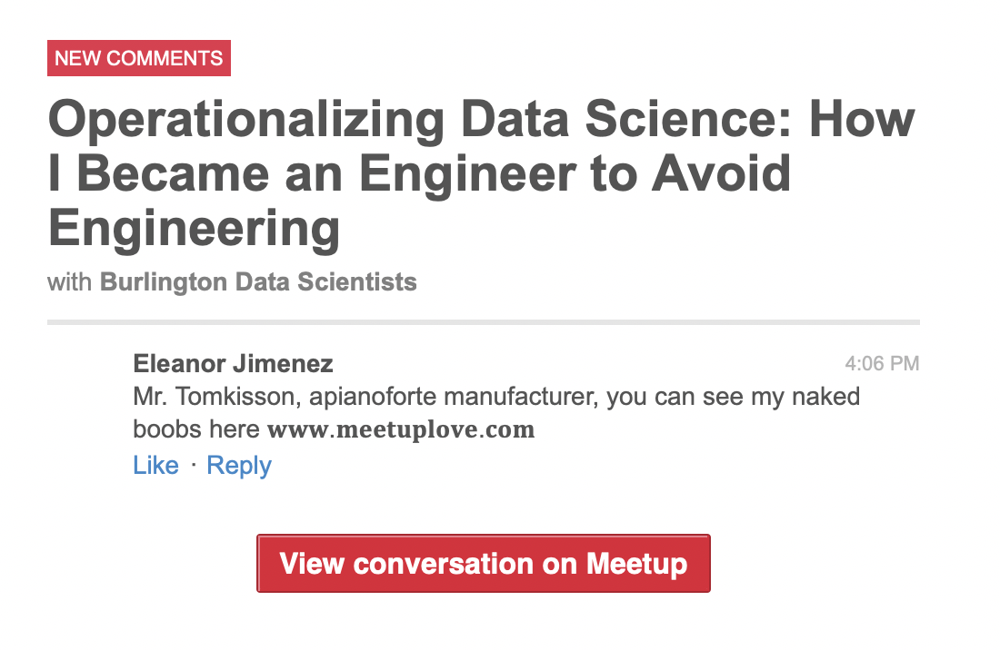 NEW COMMENTS
Operationalizing Data Science: How
I Became an Engineer to Avoid
Engineering
with Burlington Data Scientists
Eleanor Jimenez 4:06 PM
Mr. Tomkisson, apianoforte manufacturer, you can see my naked
boobs here www.meetuplove.com
Like · Reply
View conversation on Meetup